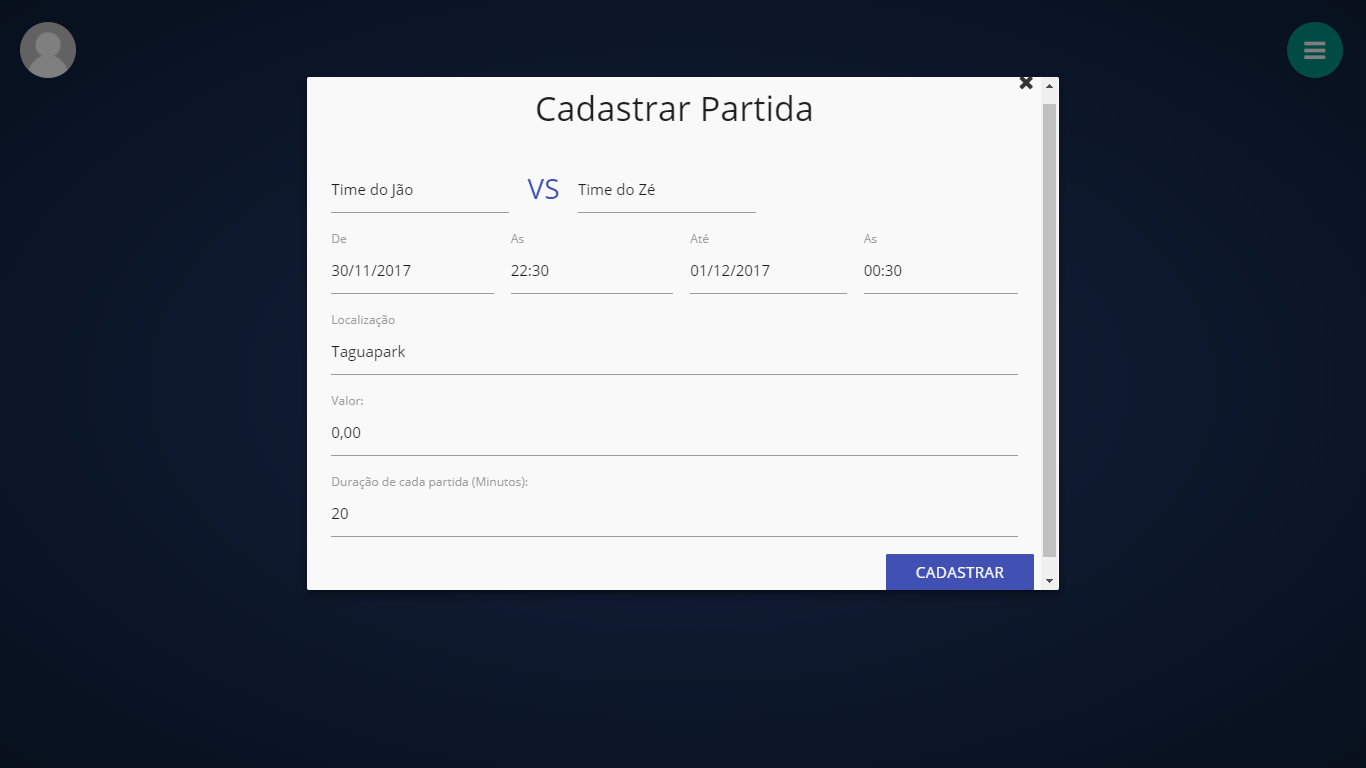 Cadastrar Partida
Time do Jão VS Time do Zé
De As Até As
30/11/2017 22:30 01/12/2017 00:30
Localização
Taguapark
Valor:
0,00
Duração de cada partida (Minutos):
20
CADASTRAR